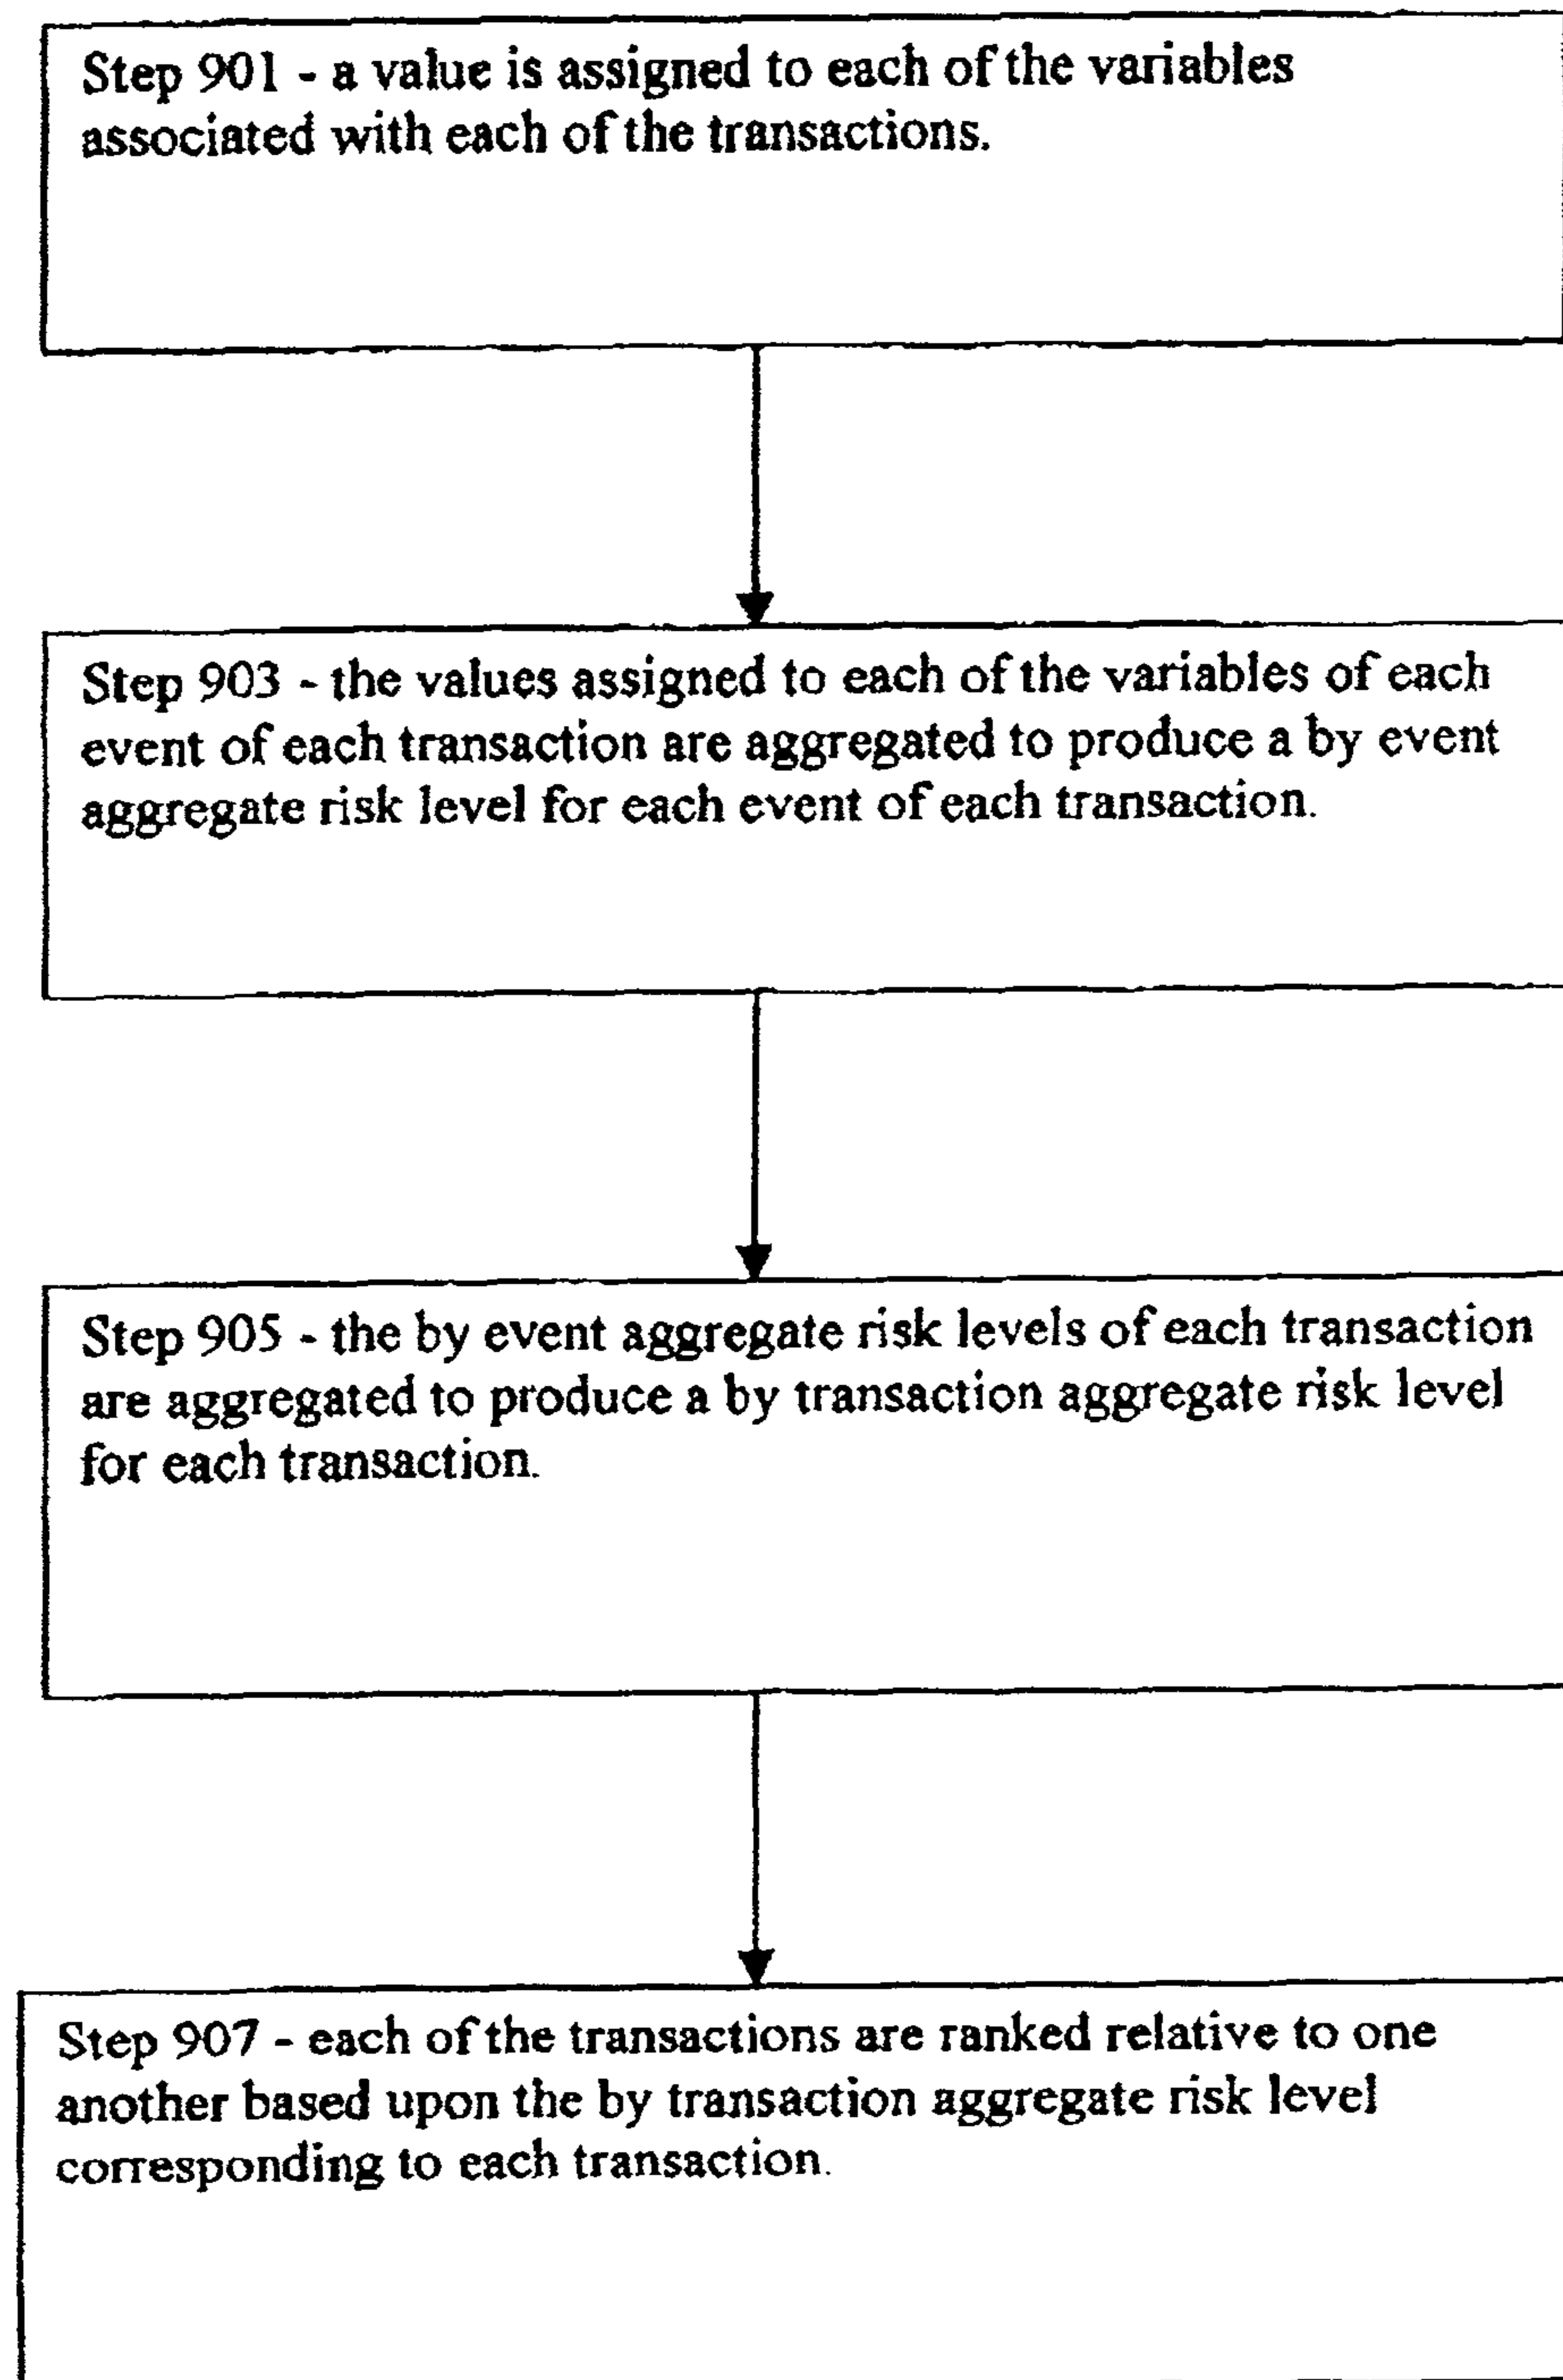 Step 901 - a value is assigned to each of the variables
associated with each of the transactions.
Step 903 - the values assigned to each of the variables of each
event of each transaction are aggregated to produce a by event
aggregate risk level for each event of each transaction.
Step 905 - the by event aggregate risk levels of each transaction
are aggregated to produce a by transaction aggregate risk level
for each transaction.
Step 907 - each of the transactions are ranked relative to one
another based upon the by transaction aggregate risk level
corresponding to each transaction.